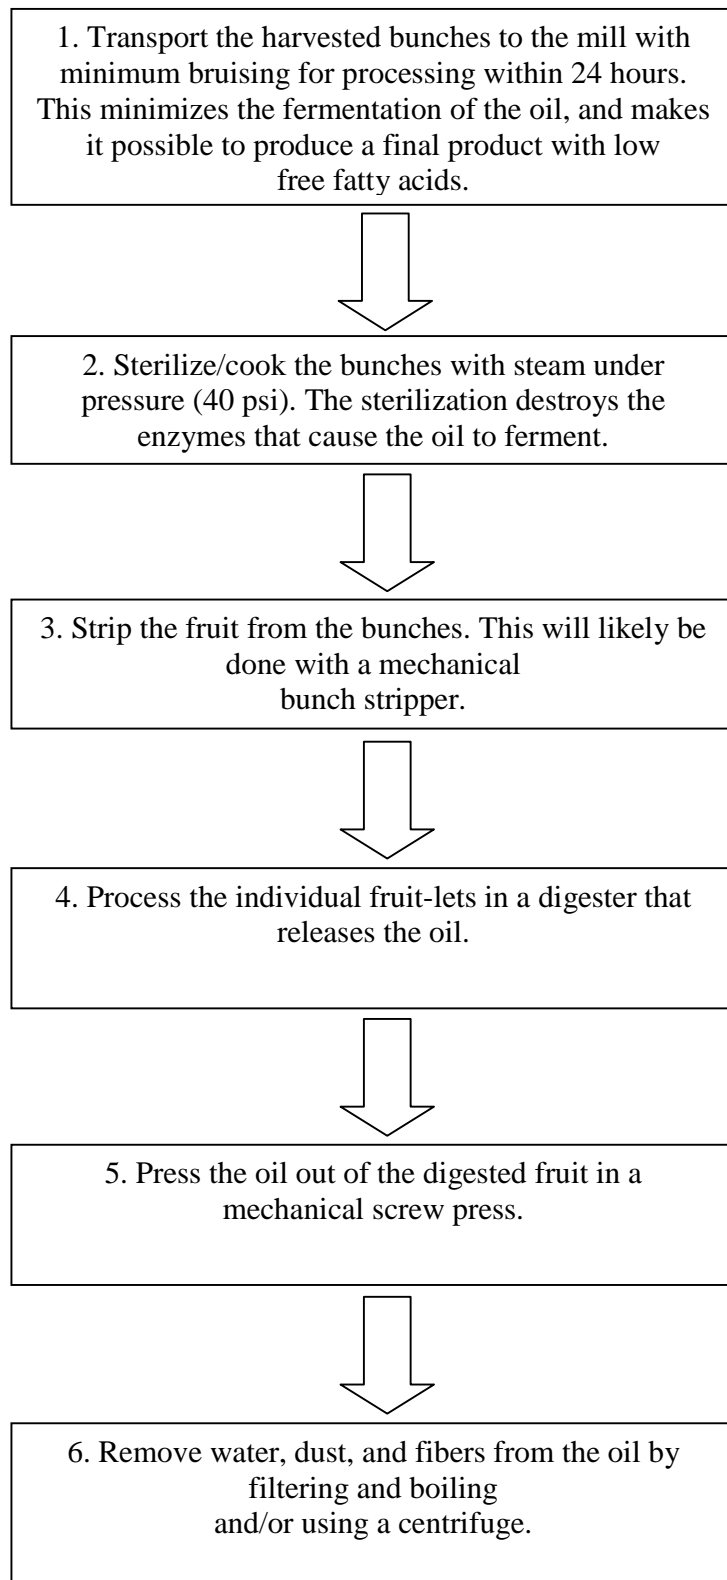 1. Transport the harvested bunches to the mill with
minimum bruising for processing within 24 hours.
This minimizes the fermentation of the oil, and makes
it possible to produce a final product with low
free fatty acids.
2. Sterilize/cook the bunches with steam under
pressure (40 psi). The sterilization destroys the
enzymes that cause the oil to ferment.
3. Strip the fruit from the bunches. This will likely be
done with a mechanical
bunch stripper.
4. Process the individual fruit-lets in a digester that
releases the oil.
5. Press the oil out of the digested fruit in a
mechanical screw press.
6. Remove water, dust, and fibers from the oil by
filtering and boiling
and/or using a centrifuge.